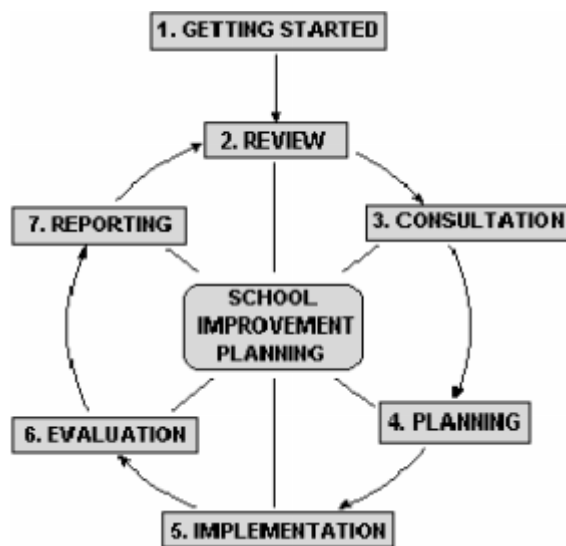 1. GETTING STARTED
2. REVIEW
7. REPORTING
3. CONSULTATION
SCHOOL
IMPROVEMENT
PLANNING
6. EVALUATION
4. PLANNING
5. IMPLEMENTATION